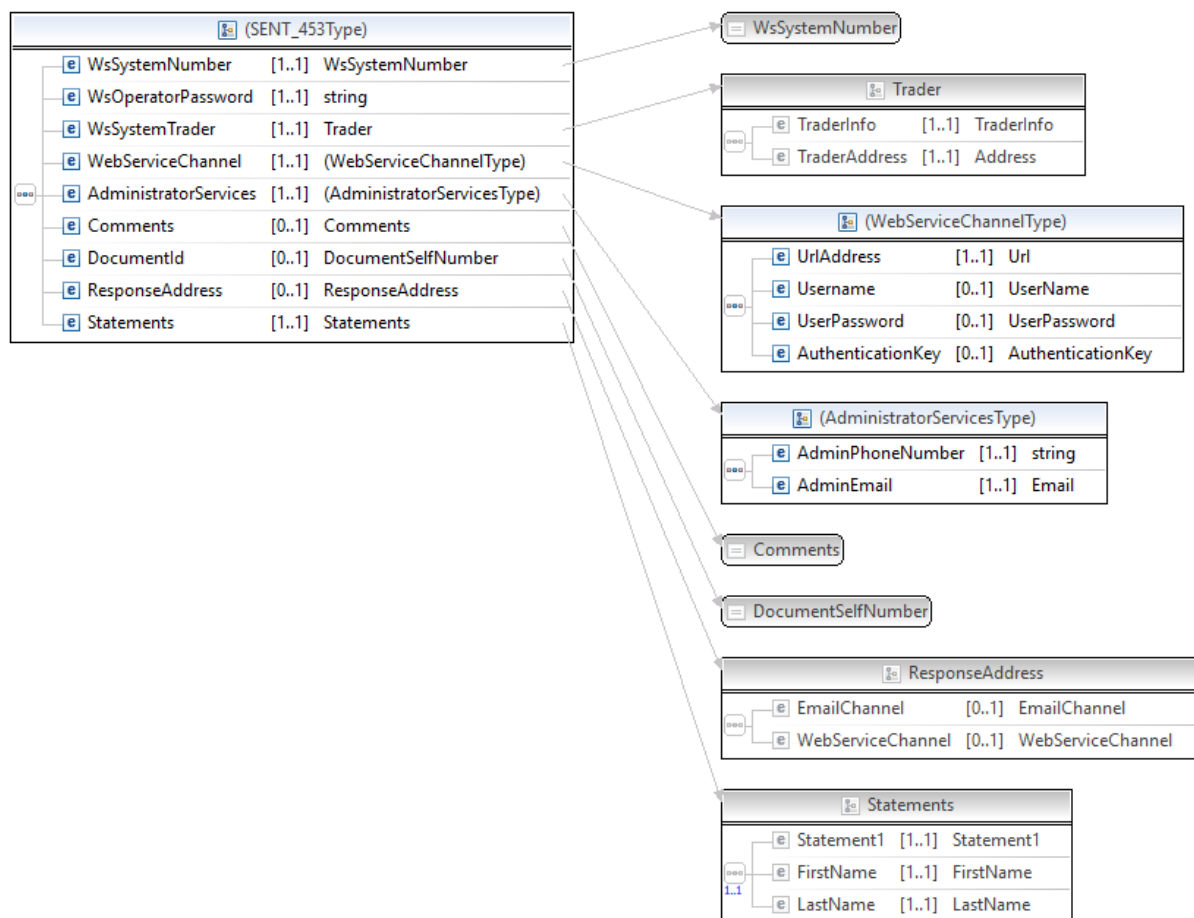 (SENT_453Type)
WsSystemNumber [1..1] WsSystemNumber
WsOperatorPassword [1..1] string
WsSystemTrader [1..1] Trader
WebServiceChannel [1..1] (WebServiceChannelType)
AdministratorServices [1..1] (AdministratorServicesType)
Comments [0..1] Comments
DocumentId [0..1] DocumentSelfNumber
ResponseAddress [0..1] ResponseAddress
Statements [1..1] Statements
WsSystemNumber
Trader
e TraderInfo [1..1] TraderInfo
e TraderAddress [1..1] Address
(WebServiceChannelType)
e UrlAddress [1..1] Url
e Username [0..1] UserName
e UserPassword [0..1] UserPassword
e AuthenticationKey [0..1] AuthenticationKey
(AdministratorServicesType)
e AdminPhoneNumber [1..1] string
e AdminEmail [1..1] Email
Comments
DocumentSelfNumber
ResponseAddress
e EmailChannel [0..1] EmailChannel
e WebServiceChannel [0..1] WebServiceChannel
Statements
e Statement1 [1..1] Statement1
e FirstName [1..1] FirstName
1..1
e LastName [1..1] LastName